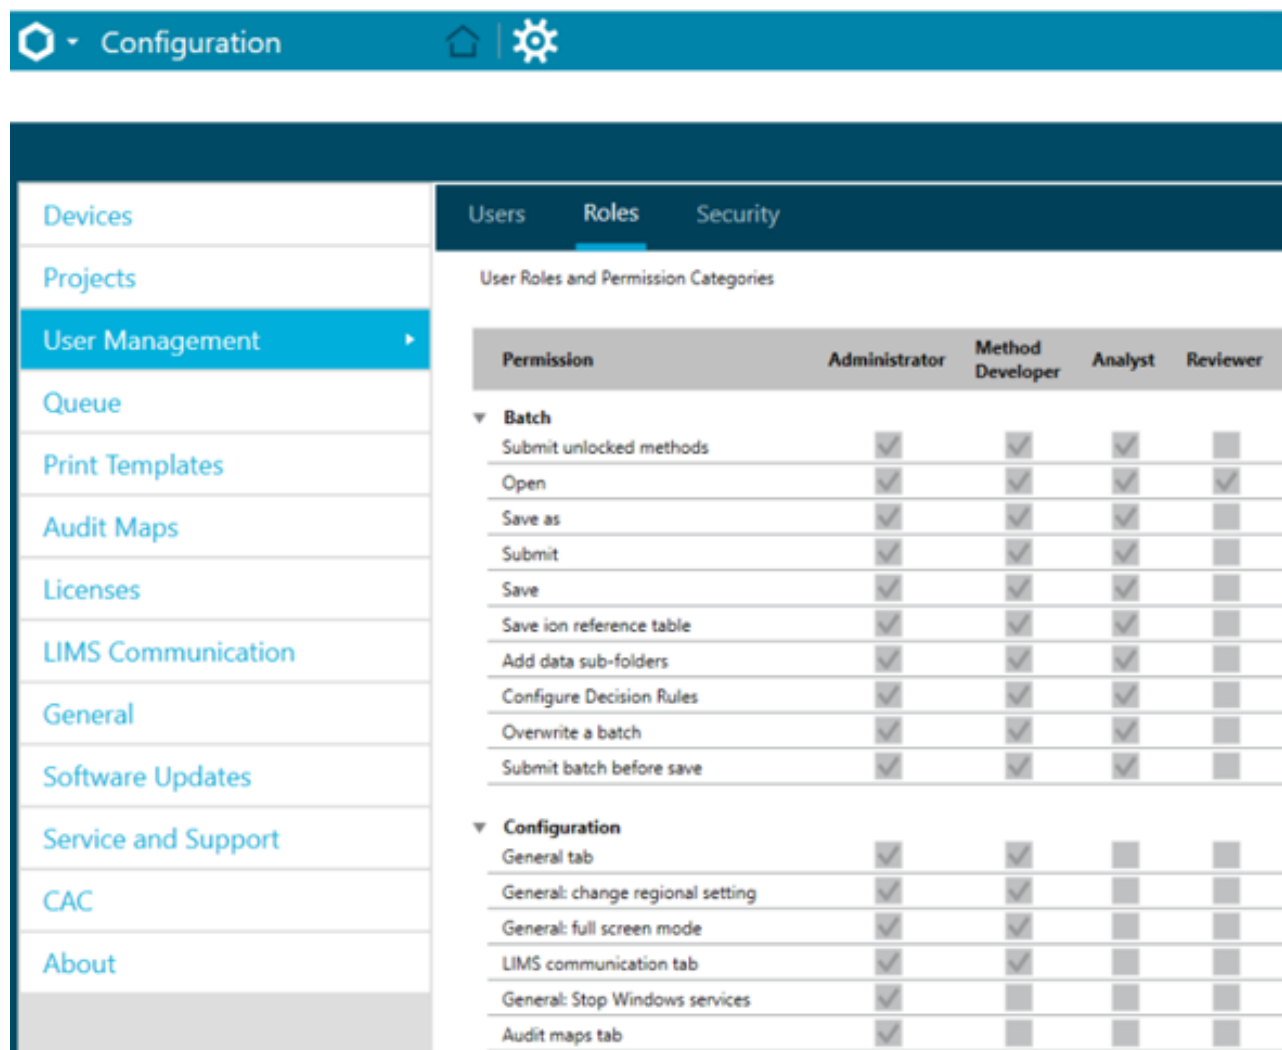 Configuration
Devices
Projects
User Management
Queue
Print Templates
Audit Maps
Licenses
LIMS Communication
General
Software Updates
Service and Support
CAC
About
Users Roles Security
User Roles and Permission Categories
Permission Administrator Method Developer Analyst Reviewer
Batch
Submit unlocked methods
Open
Save as
Submit
Save
Save ion reference table
Add data sub-folders
Configure Decision Rules
Overwrite a batch
Submit batch before save
Configuration
General tab
General: change regional setting
General: full screen mode
LIMS communication tab
General: Stop Windows services
Audit maps tab